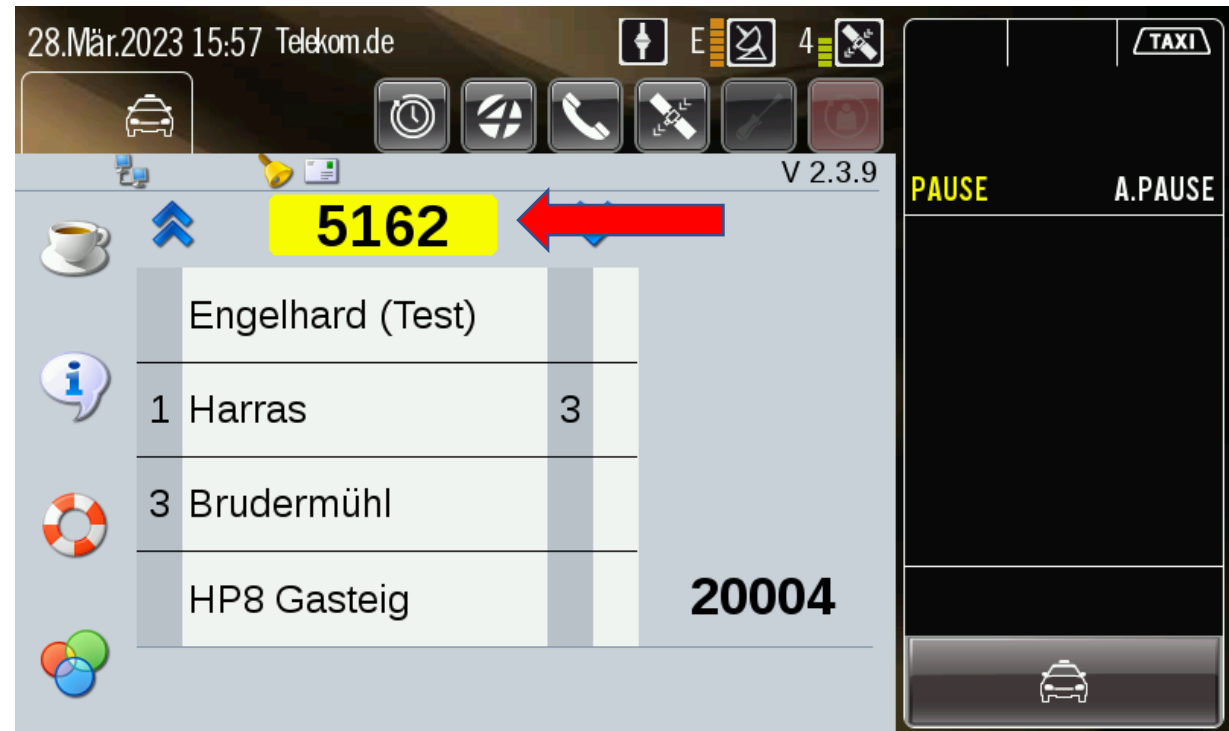 28.Mär.2023 15:57 Telekom.de E 4 TAXI
V 2.3.9
PAUSE A.PAUSE
5162
Engelhard (Test)
1 Harras 3
3 Brudermühl
HP8 Gasteig 20004